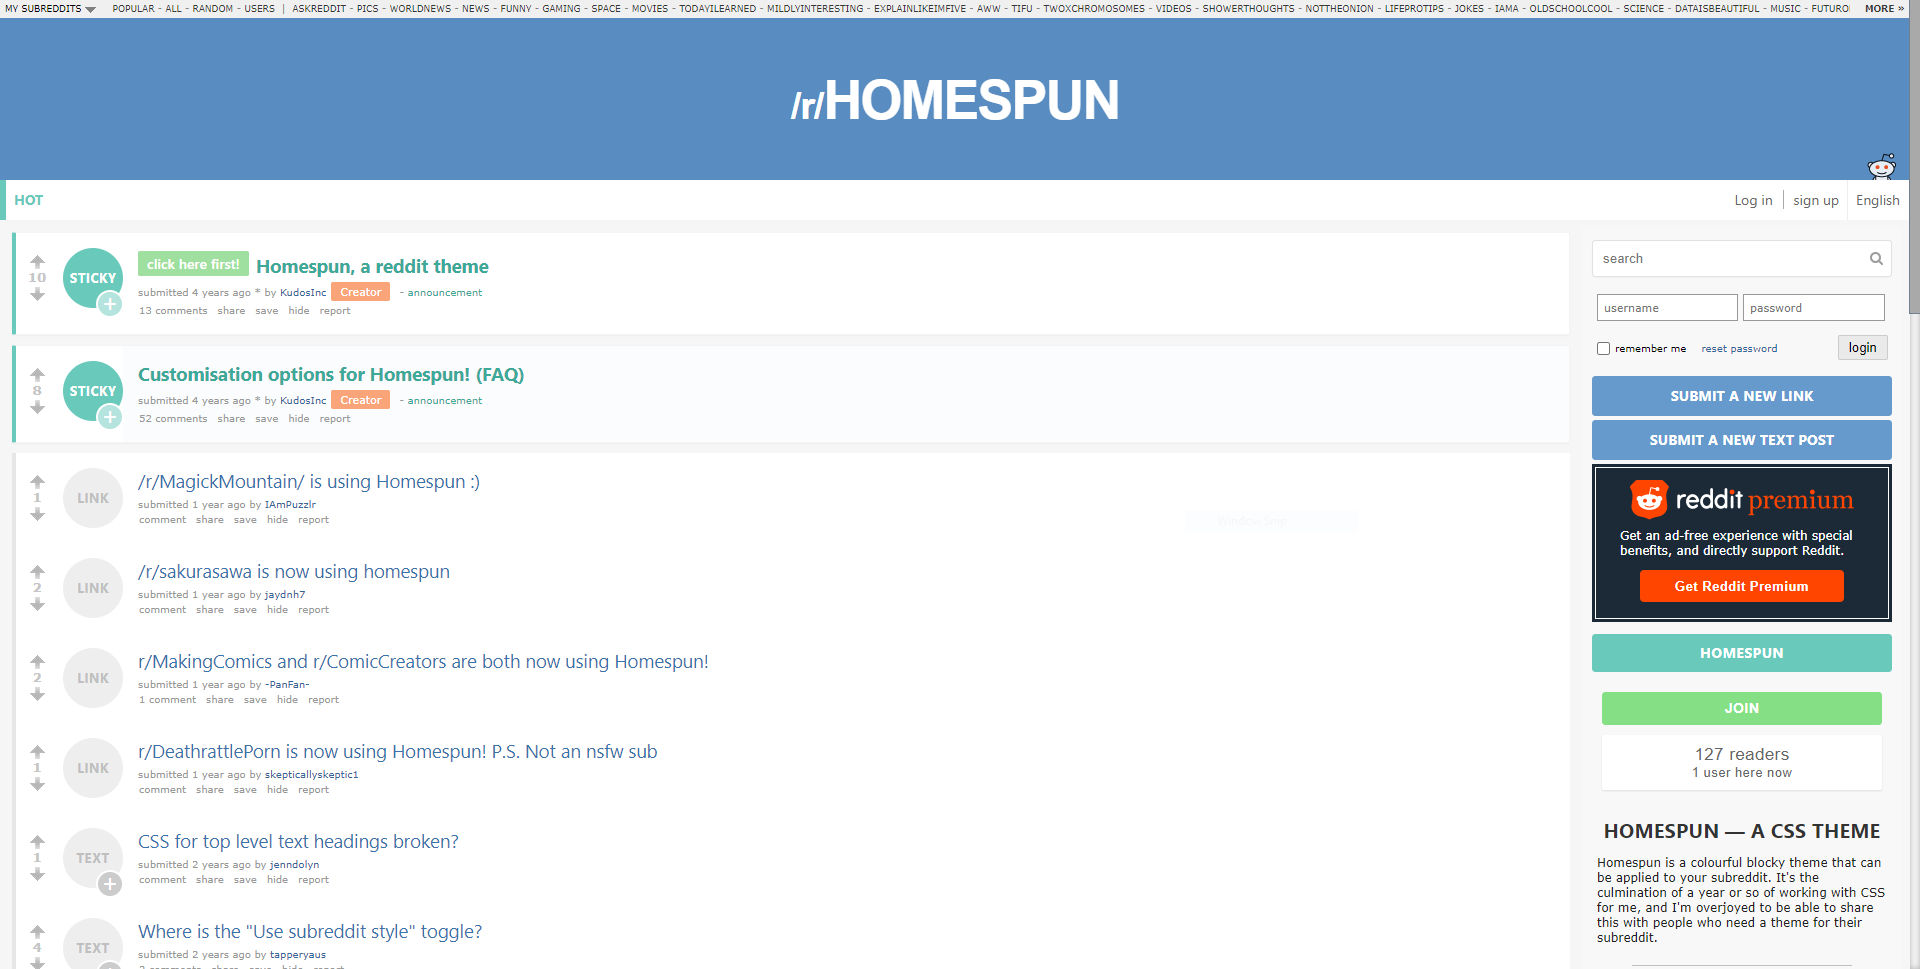 MY SUBREDDITS POPULAR - ALL - RANDOM - USERS | ASKREDDIT - PICS - WORLDNEWS - NEWS - FUNNY - GAMING - SPACE - MOVIES - TODAYILEARNED - MILDLYINTERESTING - EXPLAINLIKEIMFIVE - AWW - TIFU - TWOXCHROMOSOMES - VIDEOS - SHOWERTHOUGHTS - NOTTHEONION - LIFEPROTIPS - JOKES - IAMA - OLDSCHOOLCOOL - SCIENCE - DATAISBEAUTIFUL - MUSIC - FUTURO MORE »
/r/HOMESPUN
HOT
Log in | sign up English
10
STICKY
+
click here first! Homespun, a reddit theme
submitted 4 years ago * by KudosInc Creator - announcement
13 comments share save hide report
8
STICKY
+
Customisation options for Homespun! (FAQ)
submitted 4 years ago * by KudosInc Creator - announcement
52 comments share save hide report
1
LINK
/r/MagickMountain/ is using Homespun :)
submitted 1 year ago by IAmPuzzlr
comment share save hide report
2
LINK
/r/sakurasawa is now using homespun
submitted 1 year ago by jaydnh7
comment share save hide report
2
LINK
r/MakingComics and r/ComicCreators are both now using Homespun!
submitted 1 year ago by -PanFan-
1 comment share save hide report
1
LINK
r/DeathrattlePorn is now using Homespun! P.S. Not an nsfw sub
submitted 1 year ago by skepticallyskeptic1
comment share save hide report
1
TEXT
+
CSS for top level text headings broken?
submitted 2 years ago by jenndolyn
comment share save hide report
4
TEXT
Where is the "Use subreddit style" toggle?
submitted 2 years ago by tapperyaus
search
username password
remember me reset password login
SUBMIT A NEW LINK
SUBMIT A NEW TEXT POST
reddit premium
Get an ad-free experience with special
benefits, and directly support Reddit.
Get Reddit Premium
HOMESPUN
JOIN
127 readers
1 user here now
HOMESPUN — A CSS THEME
Homespun is a colourful blocky theme that can
be applied to your subreddit. It's the
culmination of a year or so of working with CSS
for me, and I'm overjoyed to be able to share
this with people who need a theme for their
subreddit.